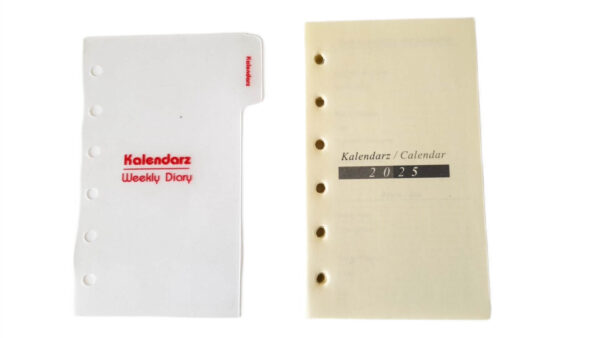 Kalendarz
Kalendarz
Weekly Diary
Kalendarz / Calendar
2025